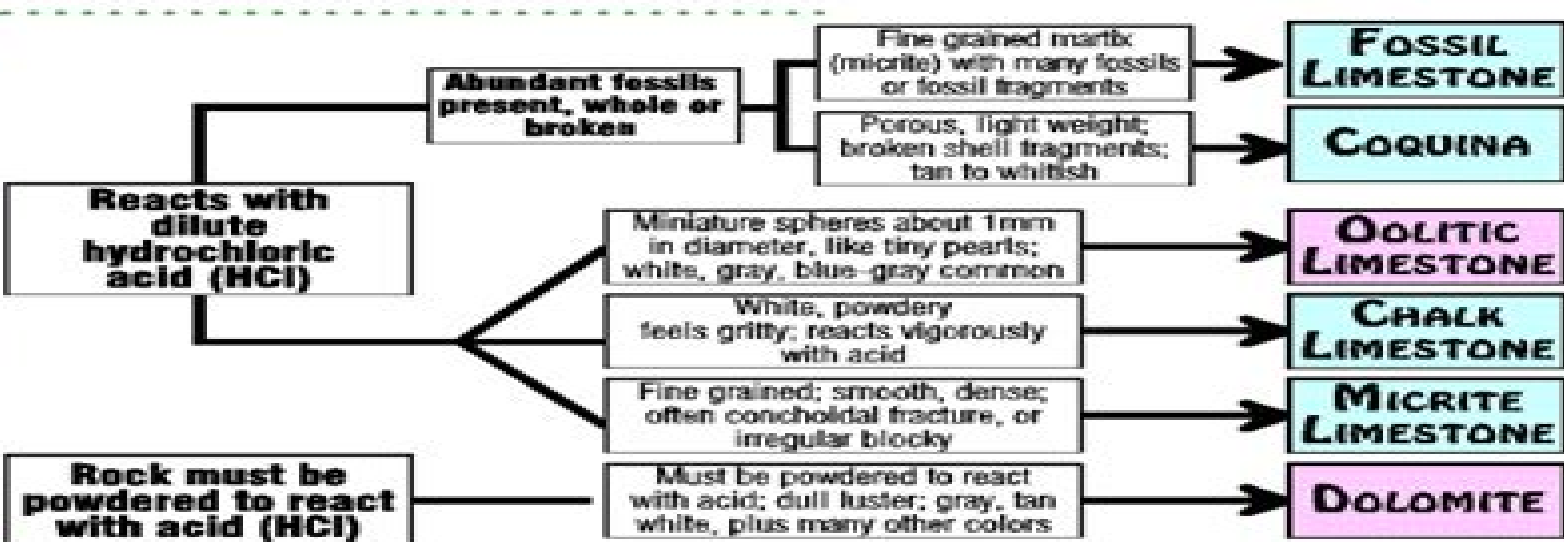 Abundant fossils
present, whole or
broken
Fine grained martix
(micrite) with many fossils
or fossil fragments
FOSSIL
LIMESTONE
Porous, light weight;
broken shell fragments;
tan to whitish
COQUINA
Reacts with
dilute
hydrochloric
acid (HCl)
Miniature spheres about 1mm
in diameter, like tiny pearls;
white, gray, blue-gray common
OOLITIC
LIMESTONE
White, powdery
feels gritty; reacts vigorously
with acid
CHALK
LIMESTONE
Fine grained; smooth, dense;
often conchoidal fracture, or
irregular blocky
MICRITE
LIMESTONE
Rock must be
powdered to react
with acid (HCl)
Must be powdered to react
with acid; dull luster; gray, tan
white, plus many other colors
DOLOMITE